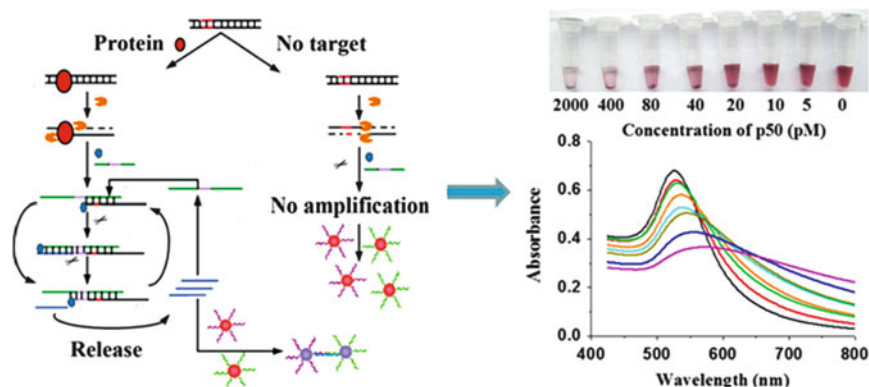 Protein
No target
No amplification
Release
2000 400 80 40 20 10 5 0
Concentration of p50 (pM)
Absorbance
0.8
0.6
0.4
0.2
0.0
400 500 600 700 800
Wavelength (nm)